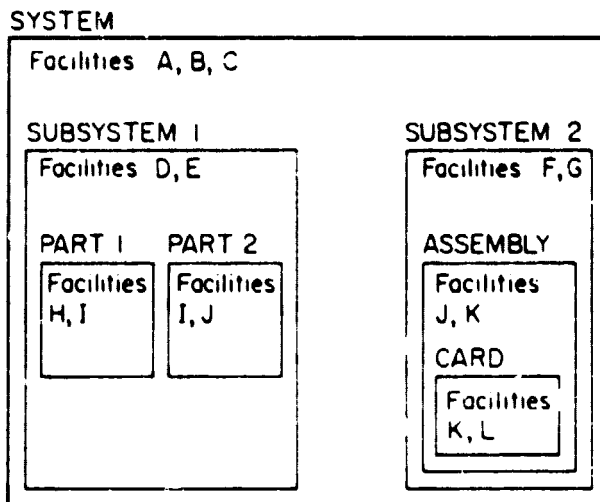 SYSTEM
Facilities A, B, C
SUBSYSTEM 1
Facilities D, E
PART 1
Facilities
H, I
PART 2
Facilities
I, J
SUBSYSTEM 2
Facilities F, G
ASSEMBLY
Facilities
J, K
CARD
Facilities
K, L